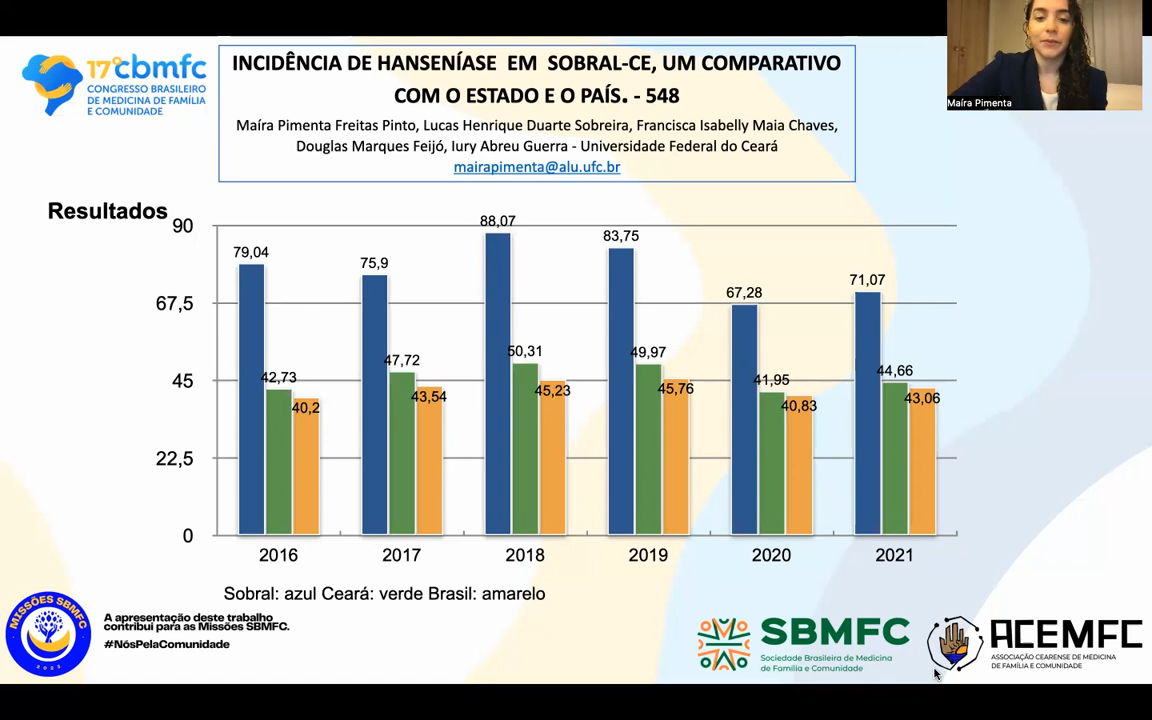 17º cbmfc
CONGRESSO BRASILEIRO
DE MEDICINA DE FAMÍLIA
E COMUNIDADE
INCIDÊNCIA DE HANSENÍASE EM SOBRAL-CE, UM COMPARATIVO
COM O ESTADO E O PAÍS. - 548
Maíra Pimenta Freitas Pinto, Lucas Henrique Duarte Sobreira, Francisca Isabelly Maia Chaves,
Douglas Marques Feijó, Iury Abreu Guerra - Universidade Federal do Ceará
mairapimenta@alu.ufc.br
Maíra Pimenta
Resultados
90
67,5
45
22,5
0
79,04
42,73
40,2
75,9
47,72
43,54
88,07
50,31
45,23
83,75
49,97
45,76
67,28
41,95
40,83
71,07
44,66
43,06
2016 2017 2018 2019 2020 2021
Sobral: azul Ceará: verde Brasil: amarelo
MISSÕES SBMFC
2023
A apresentação deste trabalho
contribui para as Missões SBMFC.
#NósPelaComunidade
SBMFC
Sociedade Brasileira de Medicina
de Família e Comunidade
ACEMFC
ASSOCIAÇÃO CEARENSE DE MEDICINA
DE FAMÍLIA E COMUNIDADE